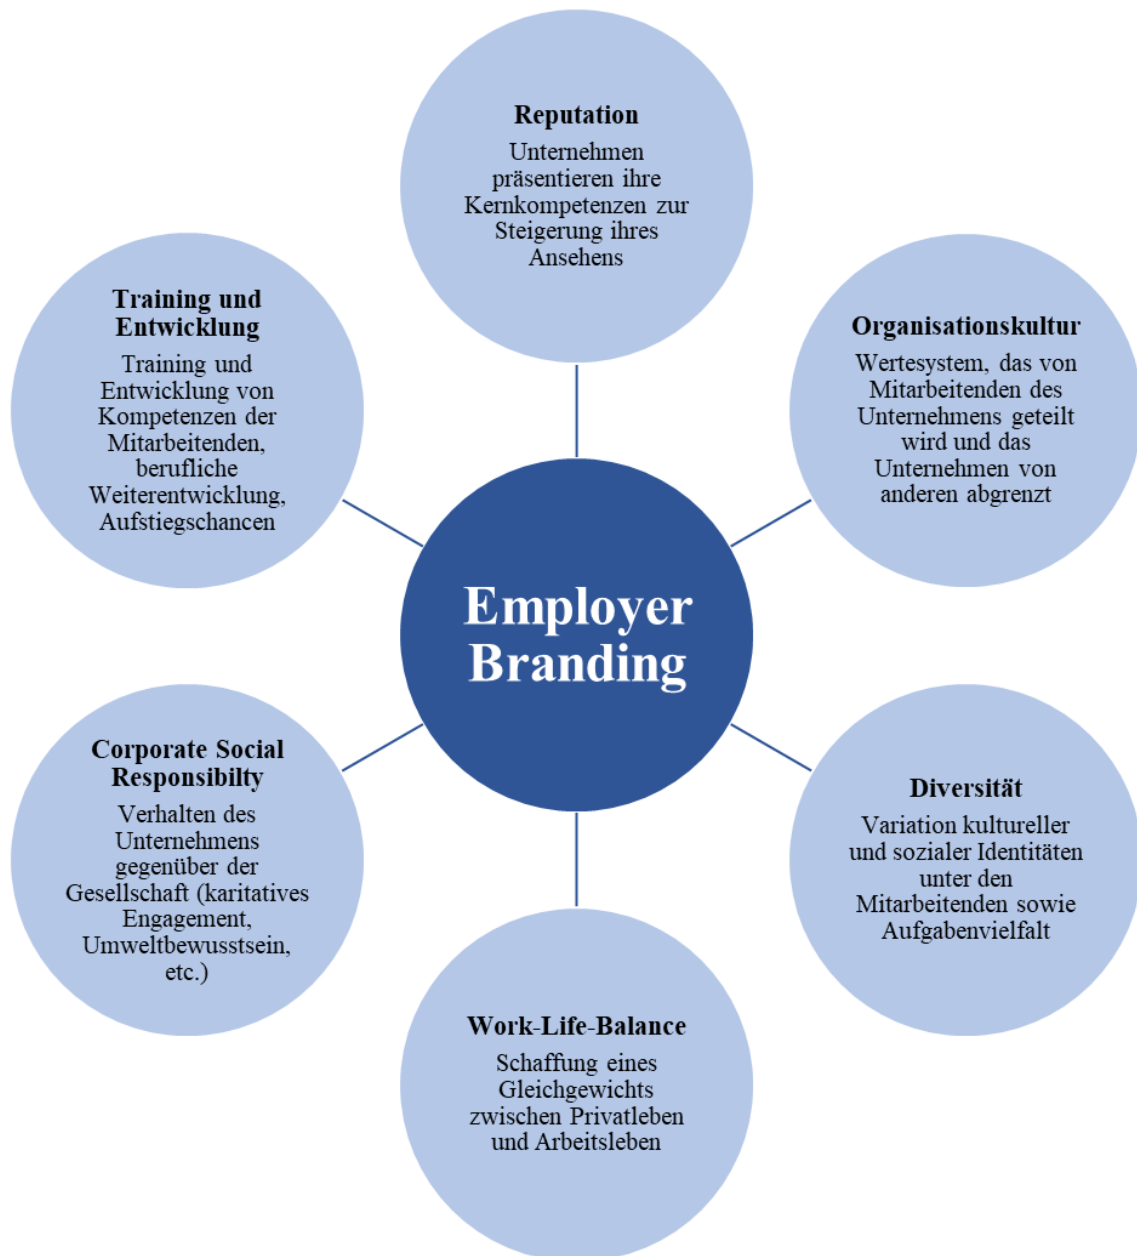 Reputation
Unternehmen
präsentieren ihre
Kernkompetenzen zur
Steigerung ihres
Ansehens
Training und
Entwicklung
Training und
Entwicklung von
Kompetenzen der
Mitarbeitenden,
berufliche
Weiterentwicklung,
Aufstiegschancen
Organisationskultur
Wertesystem, das von
Mitarbeitenden des
Unternehmens geteilt
wird und das
Unternehmen von
anderen abgrenzt
Employer
Branding
Corporate Social
Responsibilty
Verhalten des
Unternehmens
gegenüber der
Gesellschaft (karitatives
Engagement,
Umweltbewusstsein,
etc.)
Diversität
Variation kultureller
und sozialer Identitäten
unter den
Mitarbeitenden sowie
Aufgabenvielfalt
Work-Life-Balance
Schaffung eines
Gleichgewichts
zwischen Privatleben
und Arbeitsleben